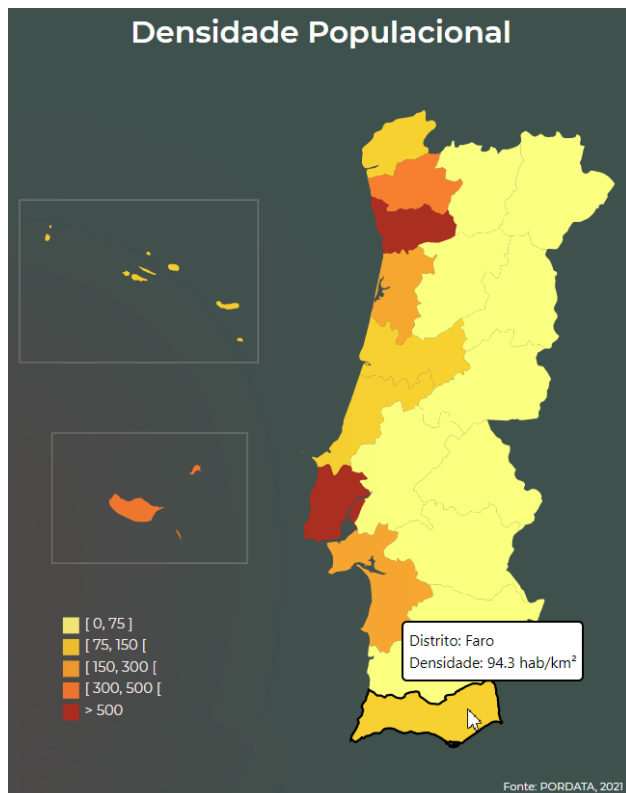 Densidade Populacional
[ 0, 75 ]
[ 75, 150 [
[ 150, 300 [
[ 300, 500 [
> 500
Distrito: Faro
Densidade: 94.3 hab/km²
Fonte: PORDATA, 2021